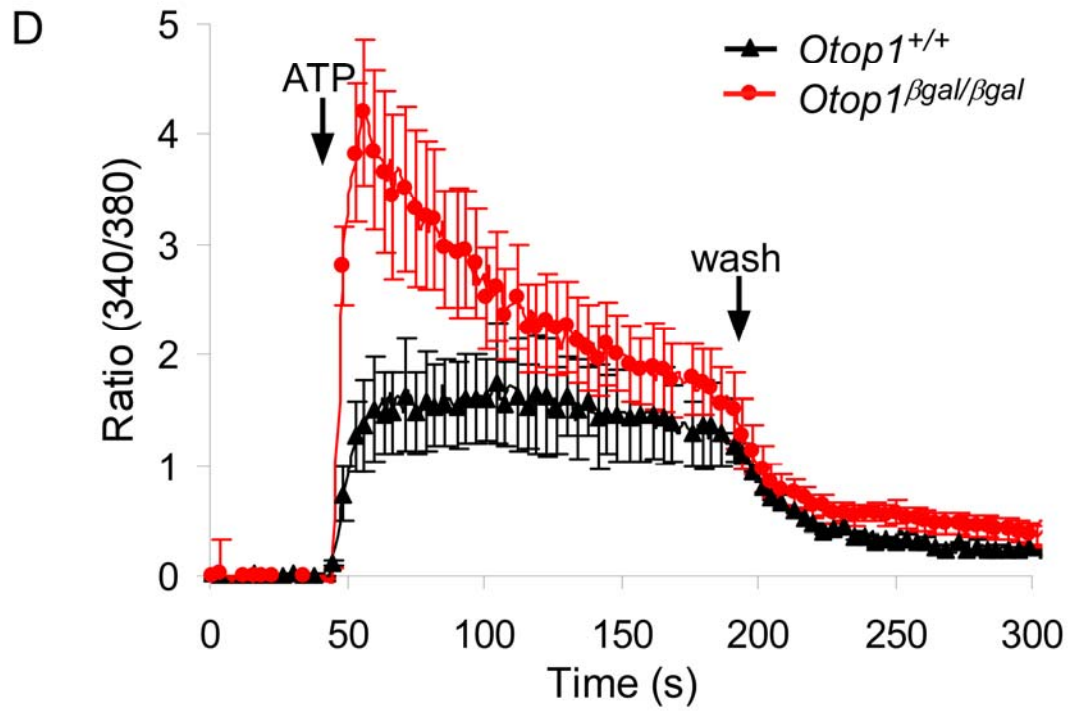 D
Otop1+/+
Otop1βgal/βgal
ATP
wash
Ratio (340/380)
5
4
3
2
1
0
0 50 100 150 200 250 300
Time (s)